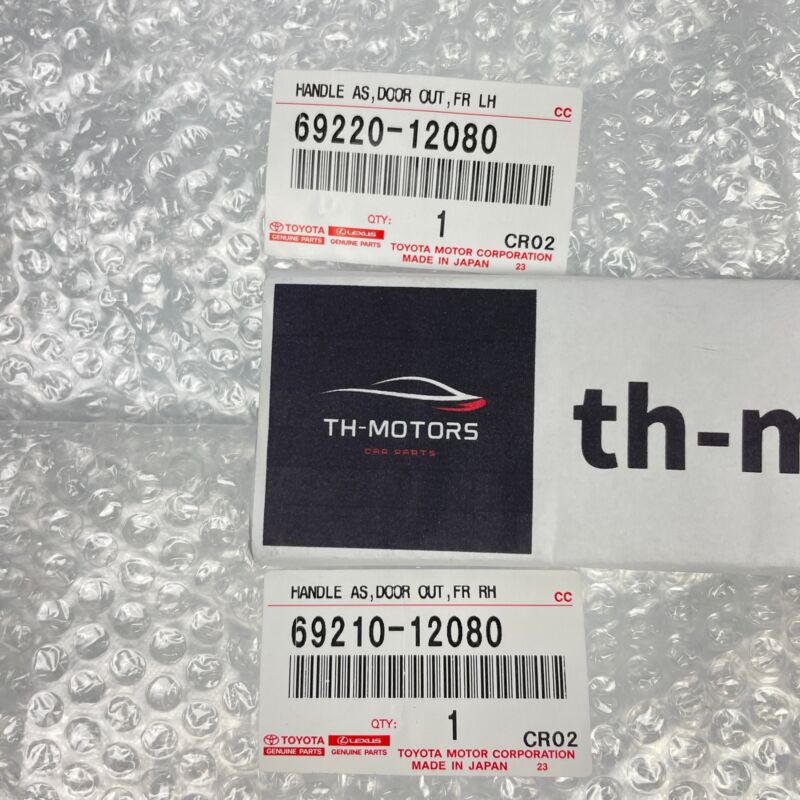 HANDLE AS,DOOR OUT,FR LH
CC
69220-12080
QTY: 1
CR02
TOYOTA LEXUS
GENUINE PARTS GENUINE PARTS
TOYOTA MOTOR CORPORATION
MADE IN JAPAN 23
TH-MOTORS
CAR PARTS
th-m
HANDLE AS,DOOR OUT,FR RH
CC
69210-12080
QTY: 1
CR02
TOYOTA LEXUS
GENUINE PARTS GENUINE PARTS
TOYOTA MOTOR CORPORATION
MADE IN JAPAN 23